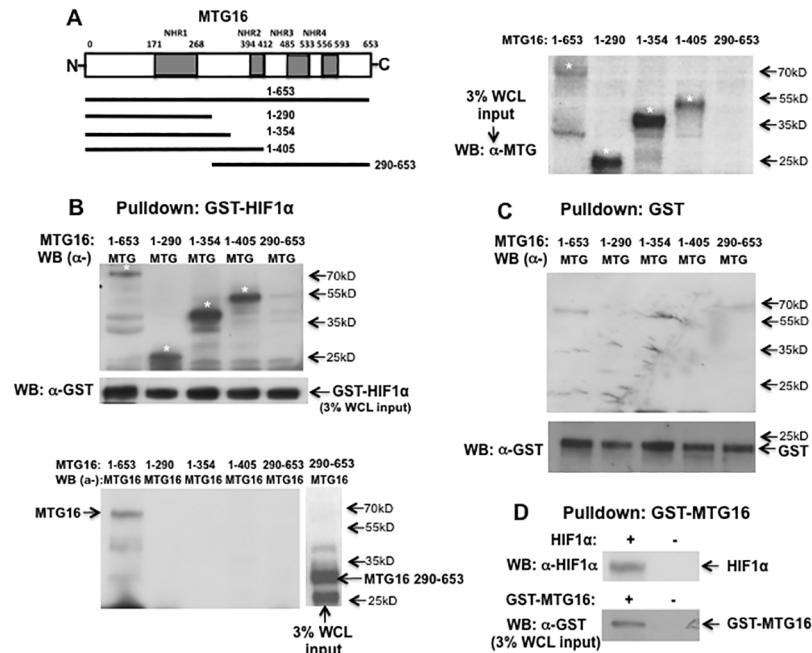 A
MTG16
NHR1 NHR2 NHR3 NHR4
0 171 268 394 412 485 533 556 593 653
N C
1-653
1-290
1-354
1-405
290-653
MTG16: 1-653 1-290 1-354 1-405 290-653
3% WCL
input
WB: α-MTG
* * * *
70kD
55kD
35kD
25kD
B Pulldown: GST-HIF1α
MTG16: 1-653 1-290 1-354 1-405 290-653
WB (α-) MTG MTG MTG MTG MTG
* * * *
70kD
55kD
35kD
25kD
WB: α-GST GST-HIF1α
(3% WCL input)
MTG16: 1-653 1-290 1-354 1-405 290-653 290-653
WB (a-): MTG16 MTG16 MTG16 MTG16 MTG16 MTG16
MTG16
70kD
55kD
35kD
MTG16 290-653
25kD
3% WCL
input
C Pulldown: GST
MTG16: 1-653 1-290 1-354 1-405 290-653
WB (α-) MTG MTG MTG MTG MTG
70kD
55kD
35kD
25kD
25kD
WB: α-GST GST
D Pulldown: GST-MTG16
HIF1α: + -
WB: α-HIF1α HIF1α
GST-MTG16: + -
WB: α-GST GST-MTG16
(3% WCL input)